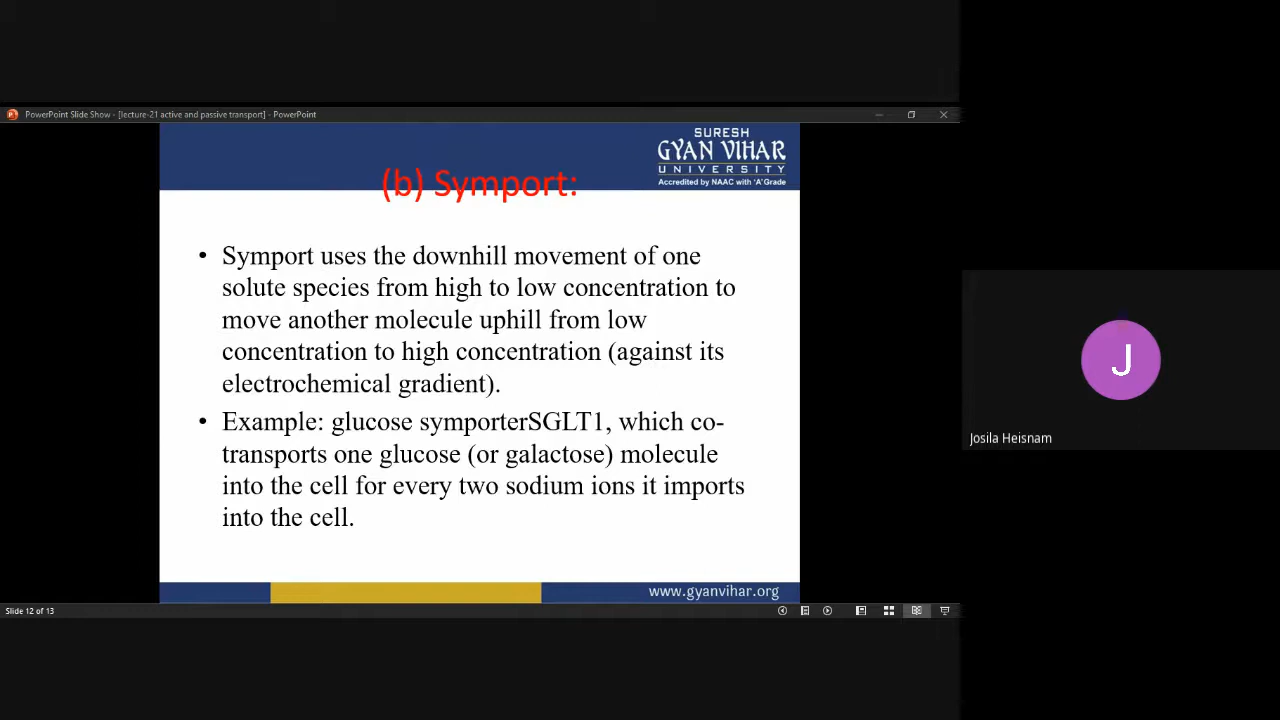 PowerPoint Slide Show - [lecture-21 active and passive transport] - PowerPoint
SURESH
GYAN VIHAR
UNIVERSITY
Accredited by NAAC with 'A' Grade
(b) Symport:
• Symport uses the downhill movement of one
solute species from high to low concentration to
move another molecule uphill from low
concentration to high concentration (against its
electrochemical gradient).
• Example: glucose symporterSGLT1, which co-
transports one glucose (or galactose) molecule
into the cell for every two sodium ions it imports
into the cell.
J
Josila Heisnam
www.gyanvihar.org
Slide 12 of 13